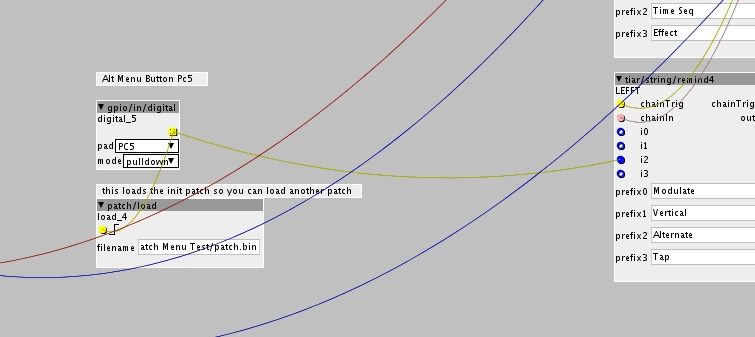 prefix2 Time Seq
prefix3 Effect
Alt Menu Button Pc5
gpio/in/digital
digital_5
pad PC5
mode pulldown
tiar/string/remind4
LEFFT
chainTrig chainTrig
chainIn out
i0
i1
i2
i3
this loads the init patch so you can load another patch
patch/load
load_4
filename atch Menu Test/patch.bin
prefix0 Modulate
prefix1 Vertical
prefix2 Alternate
prefix3 Tap